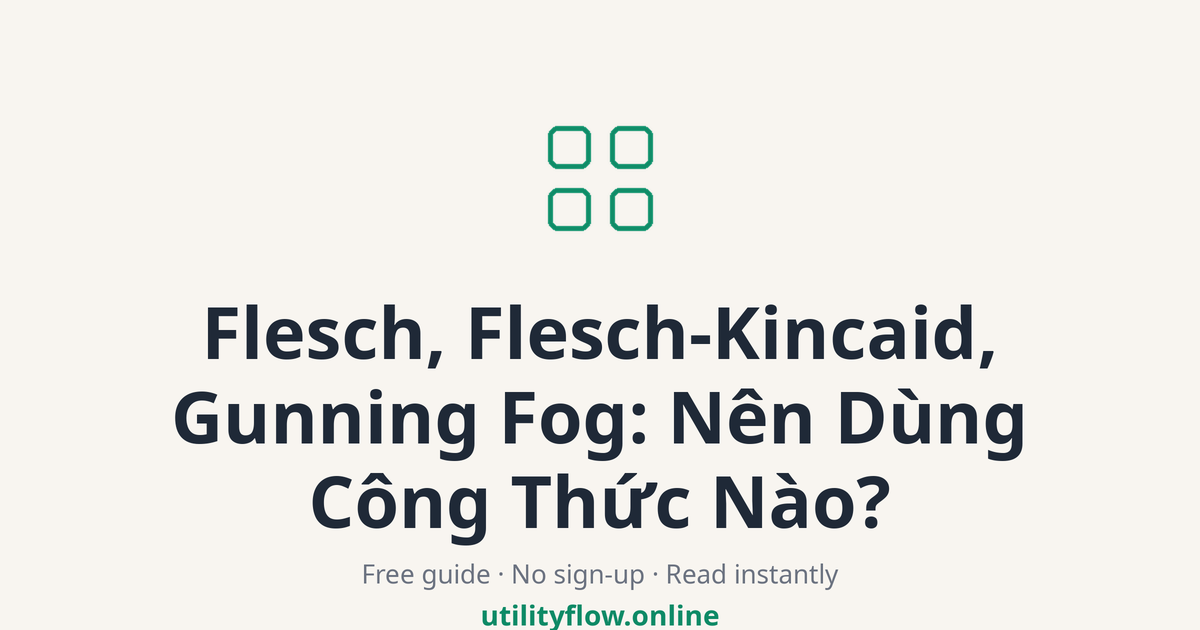 Flesch, Flesch-Kincaid,
Gunning Fog: Nên Dùng
Công Thức Nào?
Free guide · No sign-up · Read instantly
utilityflow.online